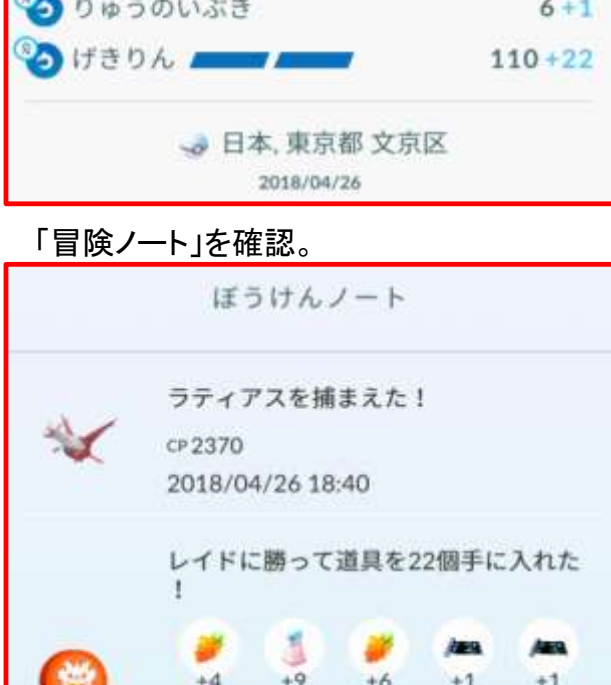 りゅうのいぶき 6 +1
げきりん 110 +22
日本, 東京都 文京区
2018/04/26
「冒険ノート」を確認。
ぼうけんノート
ラティアスを捕まえた!
CP 2370
2018/04/26 18:40
レイドに勝って道具を22個手に入れた
!
+4 +9 +6 +1 +1